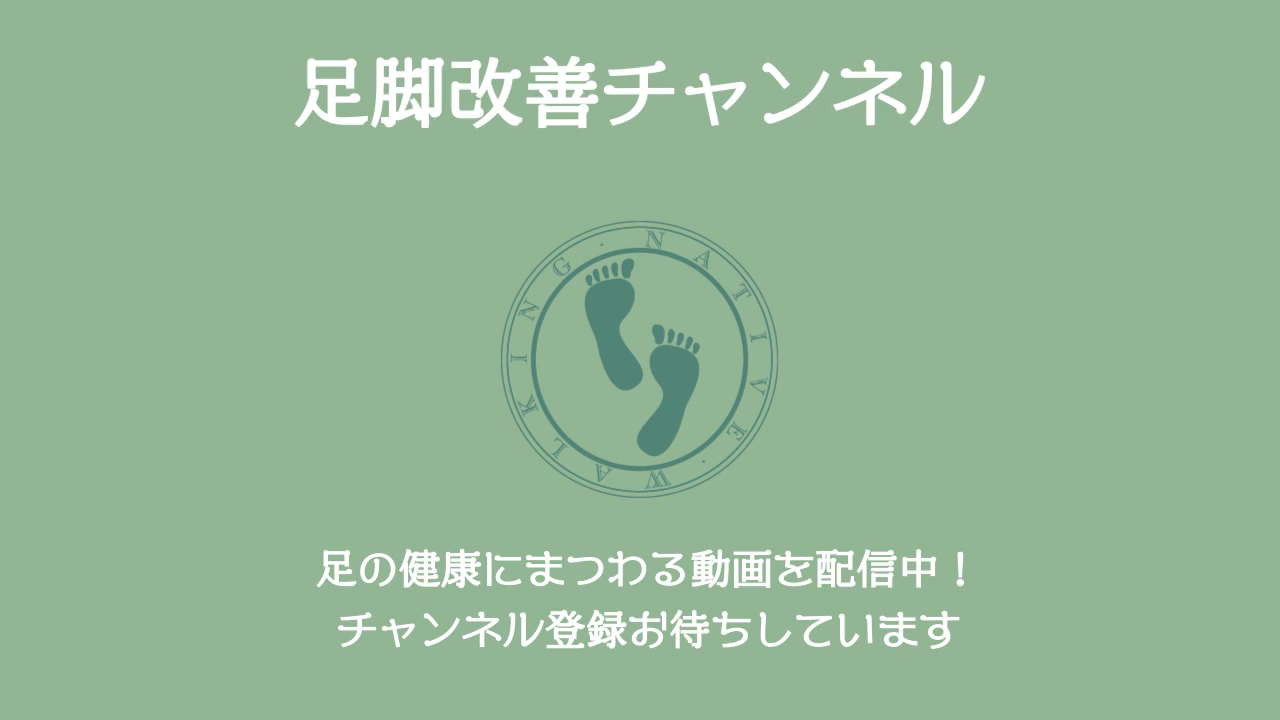 足脚改善チャンネル
NATIVE・WALKING・
足の健康にまつわる動画を配信中！
チャンネル登録お待ちしています